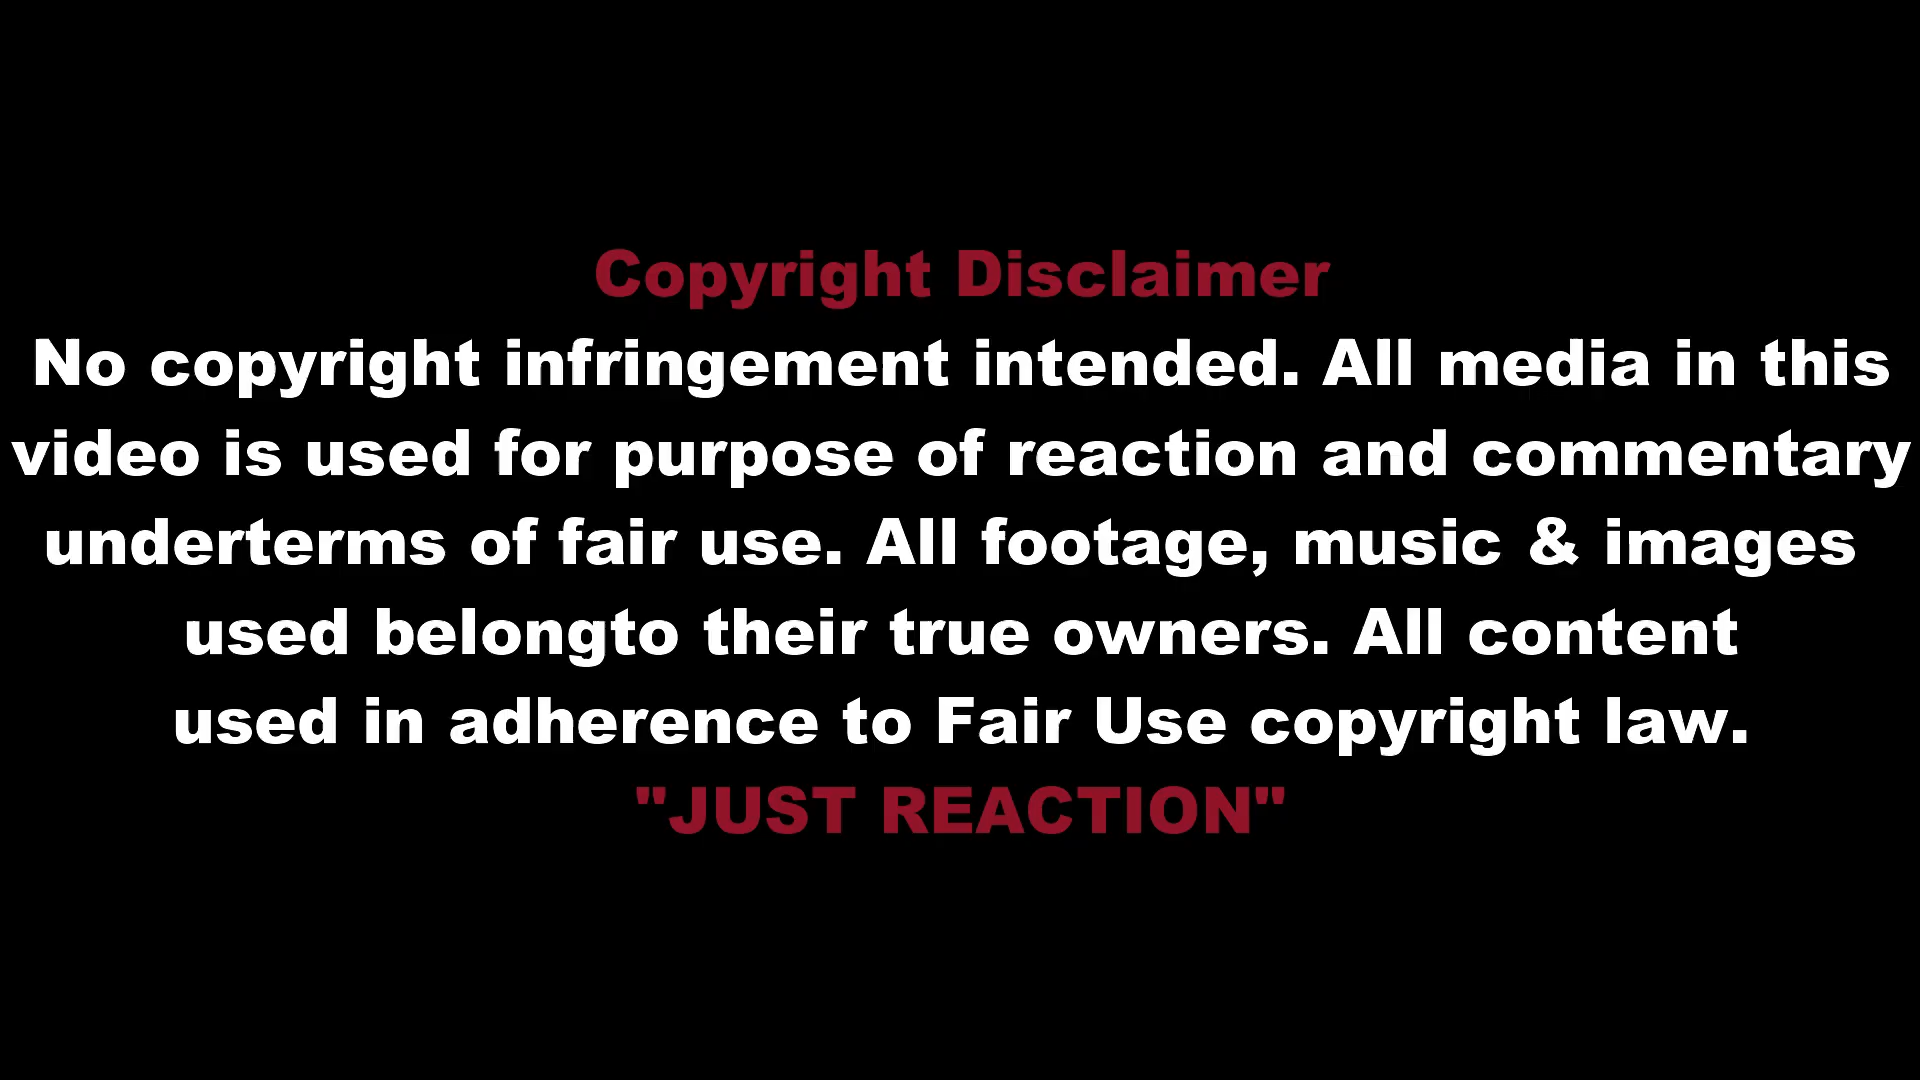 Copyright Disclaimer
No copyright infringement intended. All media in this
video is used for purpose of reaction and commentary
underterms of fair use. All footage, music & images
used belongto their true owners. All content
used in adherence to Fair Use copyright law.
"JUST REACTION"